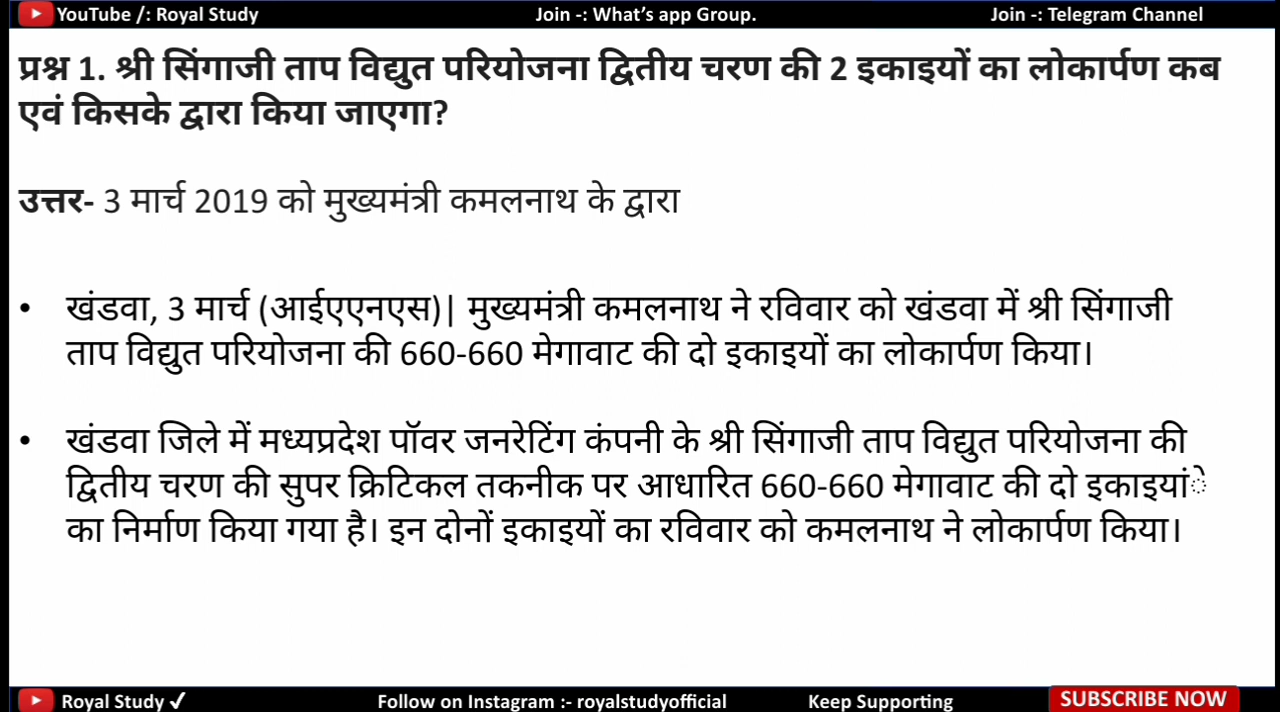 YouTube /: Royal Study Join -: What’s app Group. Join -: Telegram Channel
प्रश्न 1. श्री सिंगाजी ताप विद्युत परियोजना द्वितीय चरण की 2 इकाइयों का लोकार्पण कब
एवं किसके द्वारा किया जाएगा?
उत्तर- 3 मार्च 2019 को मुख्यमंत्री कमलनाथ के द्वारा
• खंडवा, 3 मार्च (आईएएनएस)| मुख्यमंत्री कमलनाथ ने रविवार को खंडवा में श्री सिंगाजी
ताप विद्युत परियोजना की 660-660 मेगावाट की दो इकाइयों का लोकार्पण किया।
• खंडवा जिले में मध्यप्रदेश पॉवर जनरेटिंग कंपनी के श्री सिंगाजी ताप विद्युत परियोजना की
द्वितीय चरण की सुपर क्रिटिकल तकनीक पर आधारित 660-660 मेगावाट की दो इकाइयांे
का निर्माण किया गया है। इन दोनों इकाइयों का रविवार को कमलनाथ ने लोकार्पण किया।
Royal Study ✓ Follow on Instagram :- royalstudyofficial Keep Supporting SUBSCRIBE NOW